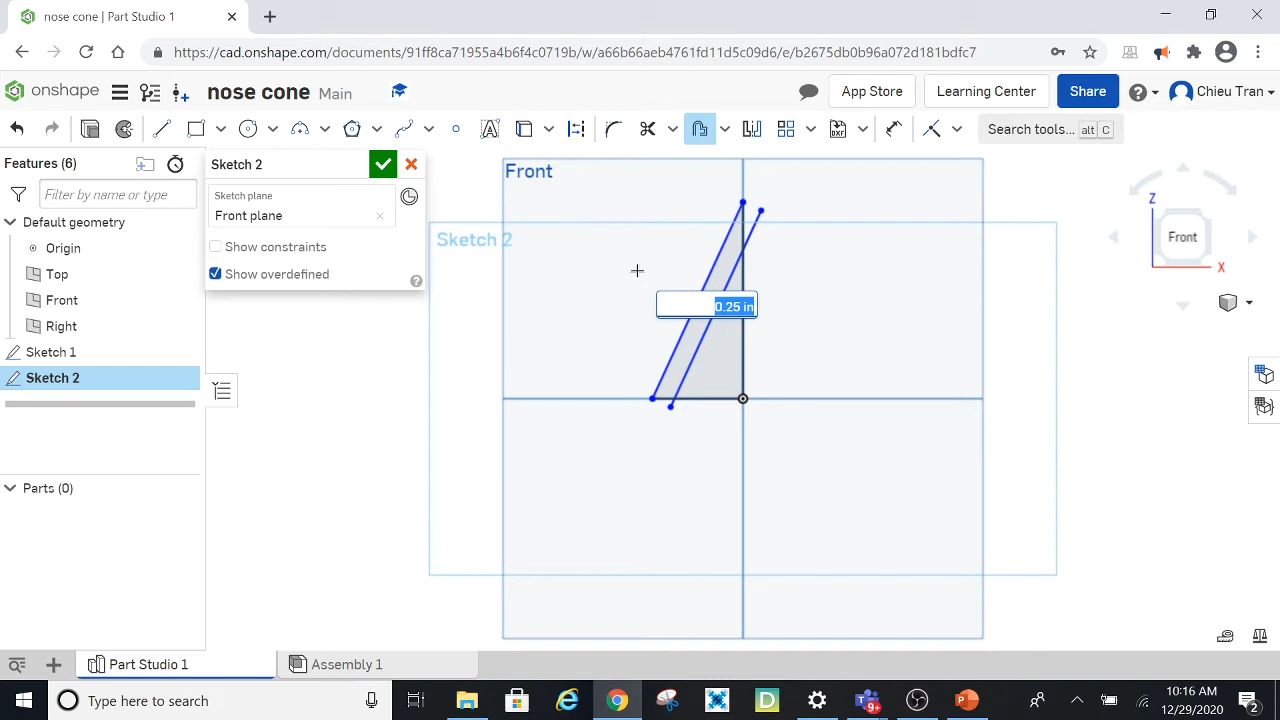 nose cone | Part Studio 1
https://cad.onshape.com/documents/91ff8ca71955a4b6f4c0719b/w/a66b66aeb4761fd11d5c09d6/e/b2675db0b96a072d181bdfc7
onshape
nose cone Main
App Store
Learning Center
Share
Chieu Tran
Search tools... alt C
Features (6)
Filter by name or type
Default geometry
Origin
Top
Front
Right
Sketch 1
Sketch 2
Parts (0)
Sketch 2
Sketch plane
Front plane
Show constraints
Show overdefined
Front
Sketch 2
0.25 in
Z
Front
X
Part Studio 1
Assembly 1
Type here to search
9+
10:16 AM
12/29/2020
2